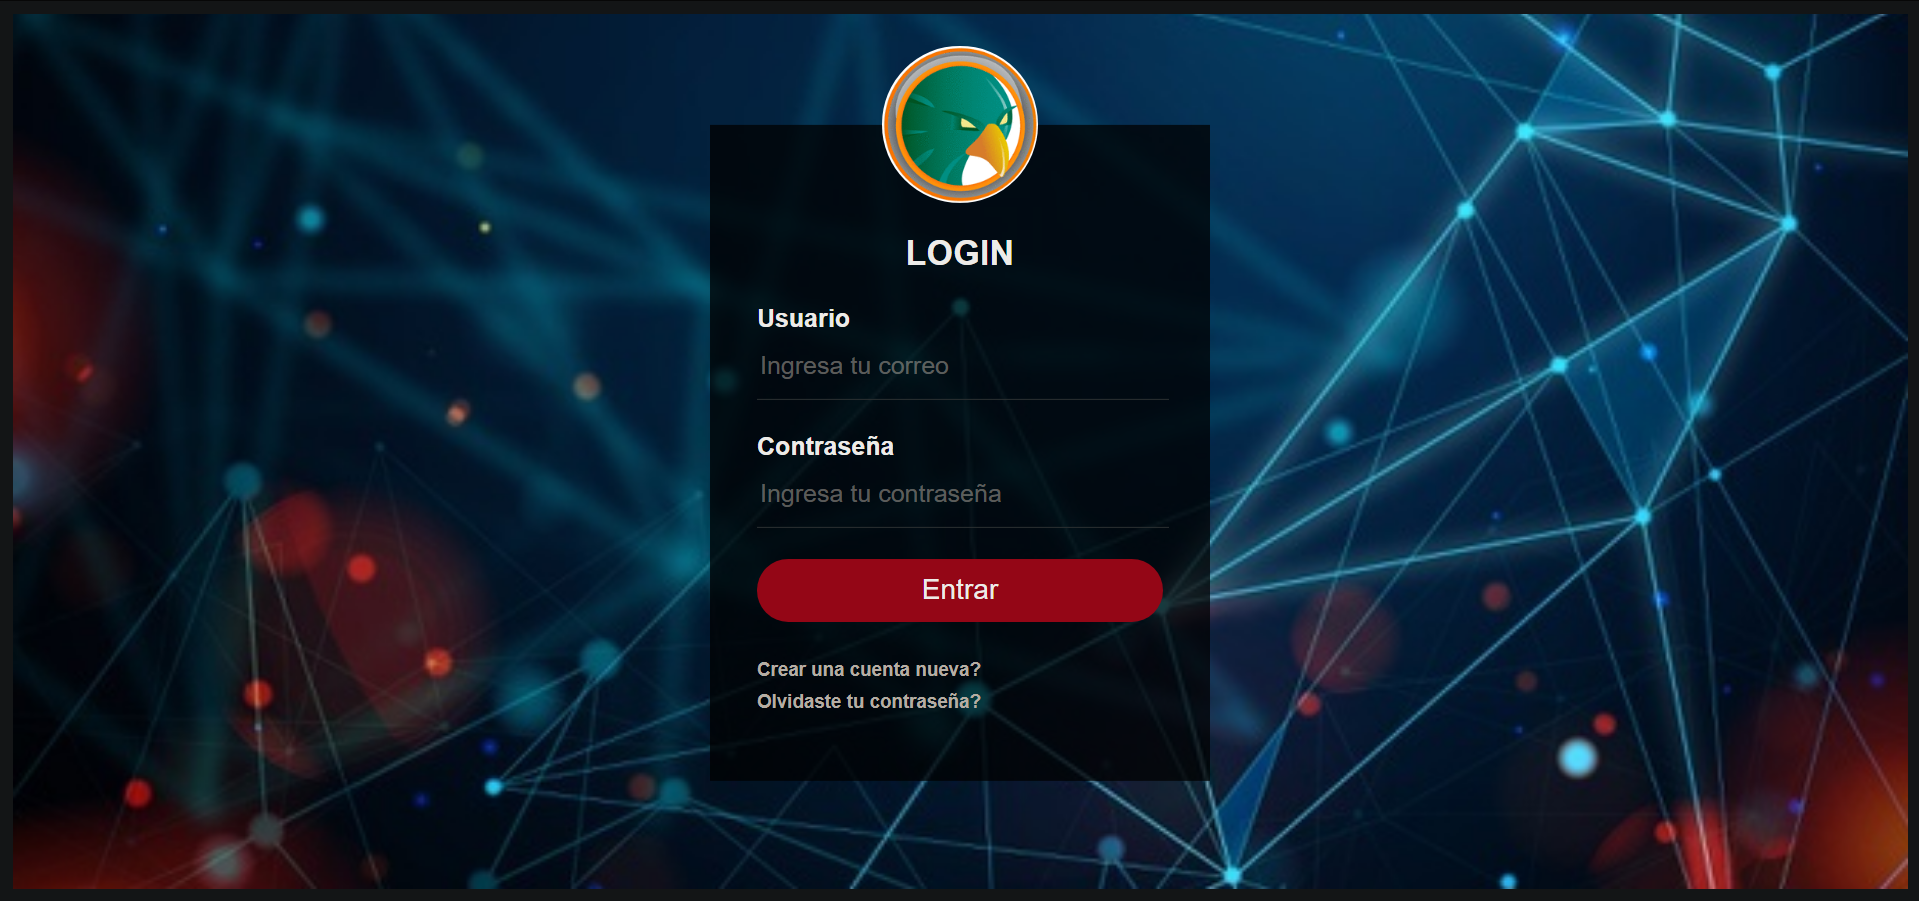 LOGIN
Usuario
Ingresa tu correo
Contraseña
Ingresa tu contraseña
Entrar
Crear una cuenta nueva?
Olvidaste tu contraseña?